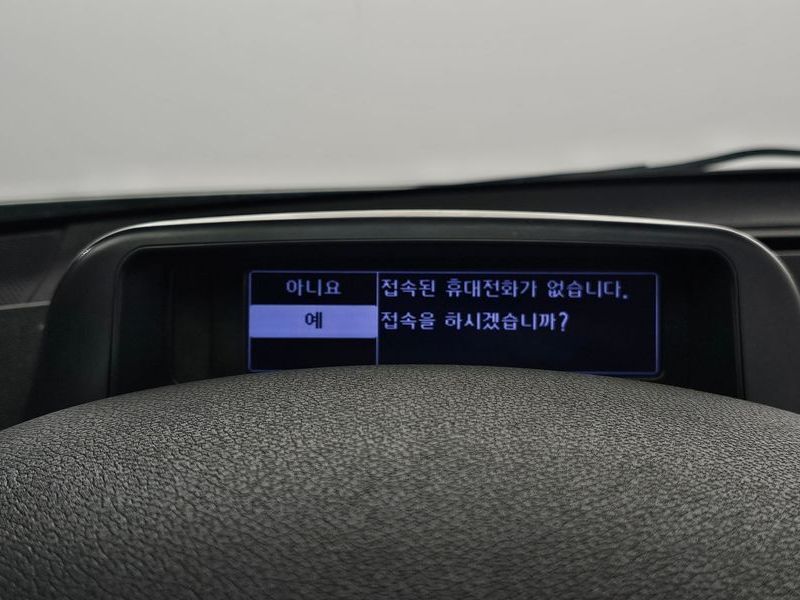 아니요
예
접속된 휴대전화가 없습니다.
접속을 하시겠습니까?